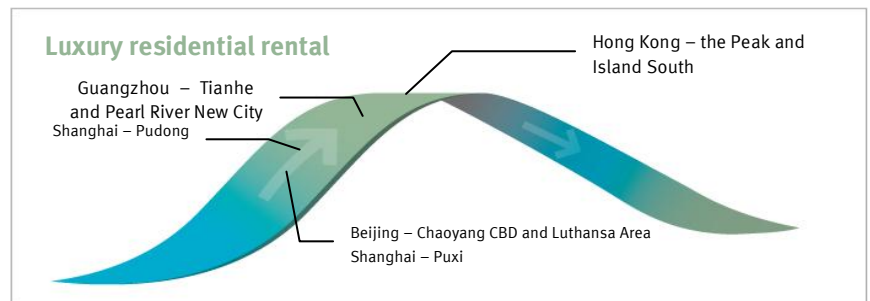 Luxury residential rental
Hong Kong – the Peak and
Island South
Guangzhou – Tianhe
and Pearl River New City
Shanghai – Pudong
Beijing – Chaoyang CBD and Luthansa Area
Shanghai – Puxi